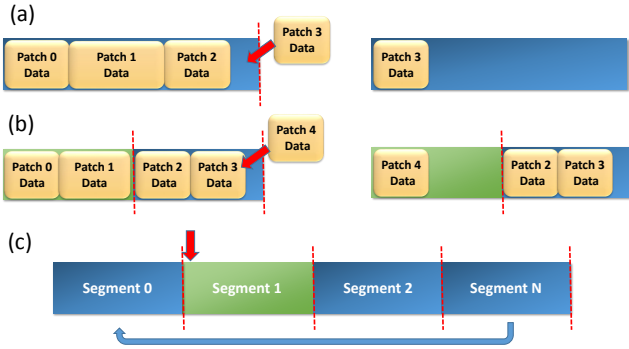 (a)
Patch 0
Data
Patch 1
Data
Patch 2
Data
Patch 3
Data
Patch 3
Data
(b)
Patch 0
Data
Patch 1
Data
Patch 2
Data
Patch 3
Data
Patch 4
Data
Patch 4
Data
Patch 2
Data
Patch 3
Data
(c)
Segment 0
Segment 1
Segment 2
Segment N